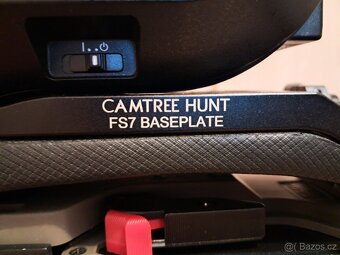 CAMTREE HUNT
FS7 BASEPLATE
© Bazos.cz